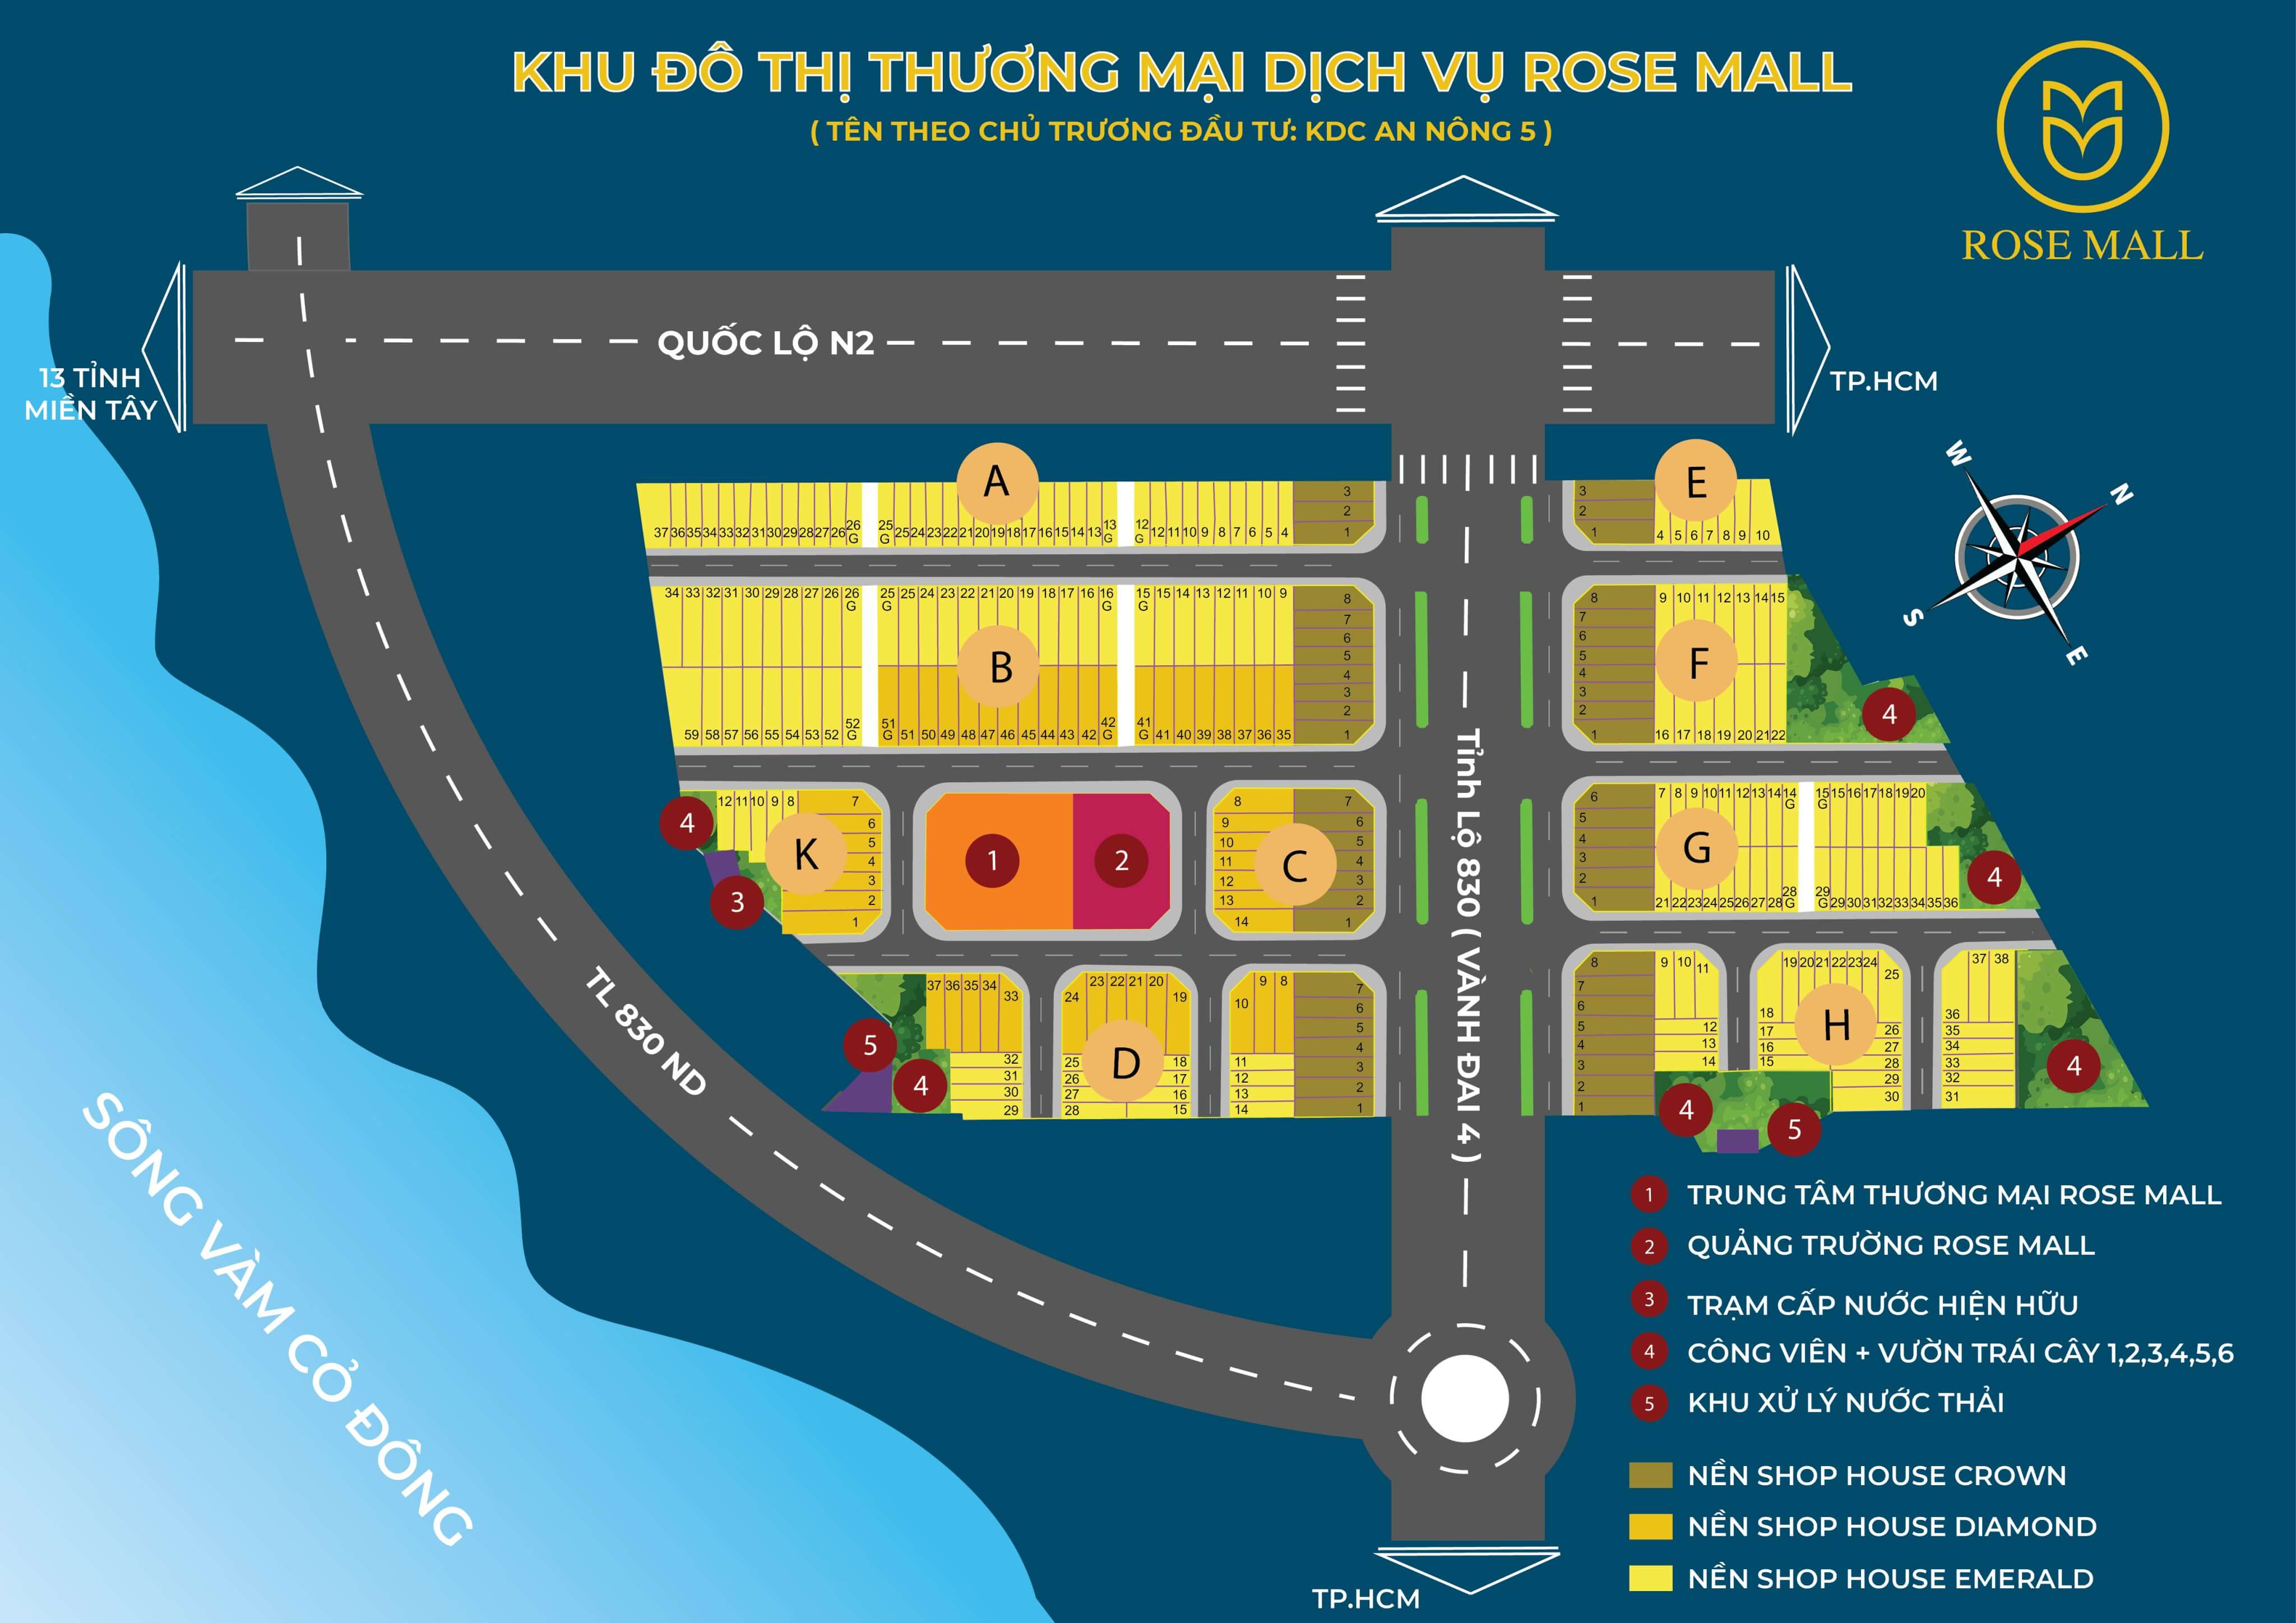 KHU ĐÔ THỊ THƯƠNG MẠI DỊCH VỤ ROSE MALL
( TÊN THEO CHỦ TRƯƠNG ĐẦU TƯ: KDC AN NÔNG 5 )
ROSE MALL
QUỐC LỘ N2
13 TỈNH
MIỀN TÂY
TP.HCM
W
N
S
E
A
37 36 35 34 33 32 31 30 29 28 27 26 26G 25G 25 24 23 22 21 20 19 18 17 16 15 14 13 13G 12G 12 11 10 9 8 7 6 5 4
3
2
1
E
3
2
1
4 5 6 7 8 9 10
34 33 32 31 30 29 28 27 26 26G 25G 25 24 23 22 21 20 19 18 17 16 16G 15G 15 14 13 12 11 10 9
8
7
6
5
4
3
2
1
B
59 58 57 56 55 54 53 52 52G 51G 51 50 49 48 47 46 45 44 43 42 42G 41G 41 40 39 38 37 36 35
8
7
6
5
4
3
2
1
9 10 11 12 13 14 15
F
16 17 18 19 20 21 22
4
4
3
12 11 10 9 8
7
6
5
4
3
2
1
K
1
2
8
9
10
11
12
13
14
C
7
6
5
4
3
2
1
6
5
4
3
2
1
7 8 9 10 11 12 13 14 14G 15G 15 16 17 18 19 20
G
21 22 23 24 25 26 27 28 28G 29G 29 30 31 32 33 34 35 36
4
5
4
37 36 35 34
33
32
31
30
29
24
23 22 21 20
19
D
25
26
27
28
18
17
16
15
10
9 8
11
12
13
14
7
6
5
4
3
2
1
8
7
6
5
4
3
2
1
9 10 11
12
13
14
19 20 21 22 23 24
25
18
17
16
15
H
26
27
28
29
30
37 38
36
35
34
33
32
31
4
4
5
Tỉnh Lộ 830 ( VÀNH ĐAI 4 )
TL 830 ND
SÔNG VÀM CỎ ĐÔNG
1 TRUNG TÂM THƯƠNG MẠI ROSE MALL
2 QUẢNG TRƯỜNG ROSE MALL
3 TRẠM CẤP NƯỚC HIỆN HỮU
4 CÔNG VIÊN + VƯỜN TRÁI CÂY 1,2,3,4,5,6
5 KHU XỬ LÝ NƯỚC THẢI
NỀN SHOP HOUSE CROWN
NỀN SHOP HOUSE DIAMOND
NỀN SHOP HOUSE EMERALD
TP.HCM